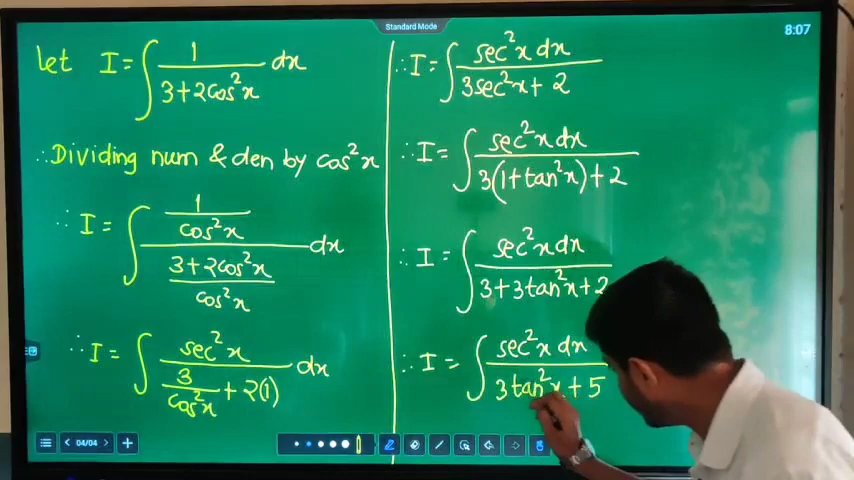 Standard Mode
8:07
let I = ∫ 1/(3+2cos²x) dx
∴ Dividing num & den by cos²x
∴ I = ∫ (1/cos²x)/((3+2cos²x)/cos²x) dx
∴ I = ∫ sec²x/(3/cos²x + 2(1)) dx
∴ I = ∫ sec²x dx/(3sec²x + 2)
∴ I = ∫ sec²x dx/(3(1+tan²x)+2)
∴ I = ∫ sec²x dx/(3+3tan²x+2)
∴ I = ∫ sec²x dx/(3tan²x + 5)
04/04